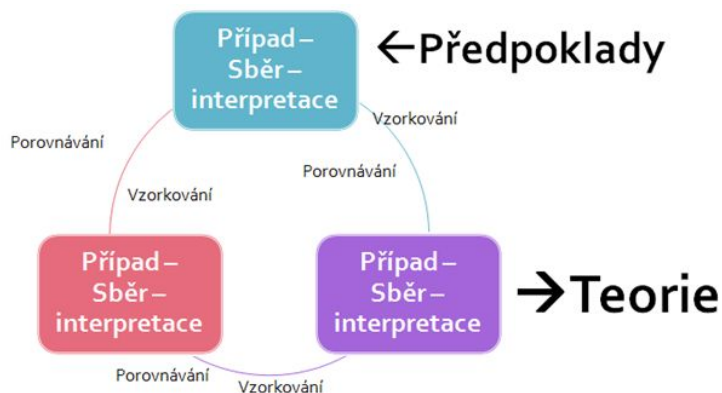 Případ –
Sběr –
interpretace
←Předpoklady
Vzorkování
Porovnávání
Porovnávání
Vzorkování
Případ –
Sběr –
interpretace
Případ –
Sběr –
interpretace
→Teorie
Porovnávání
Vzorkování